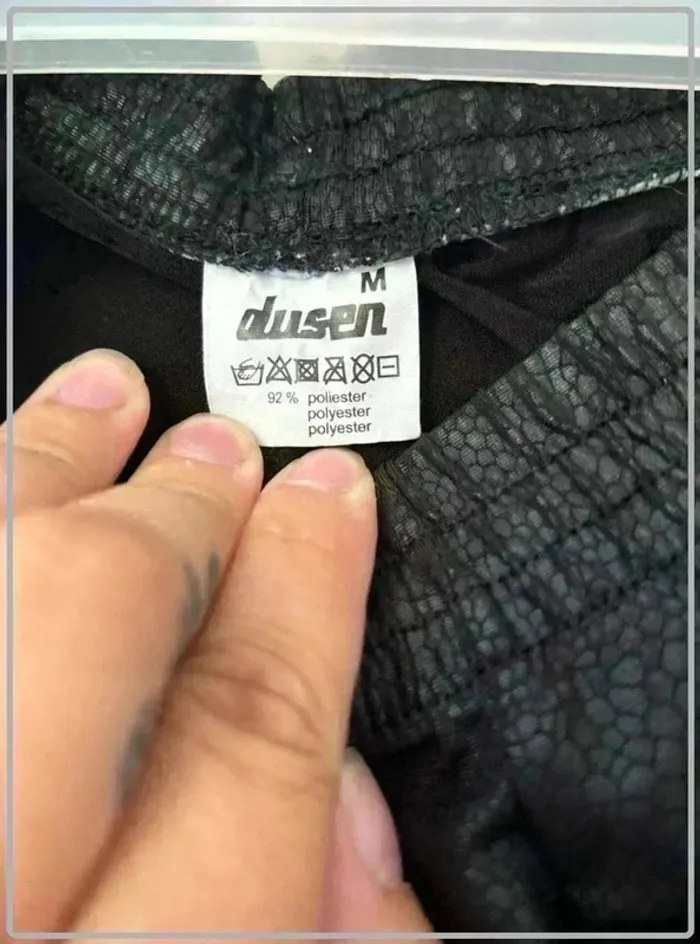 M
dusen
92 % poliester
polyester
polyester